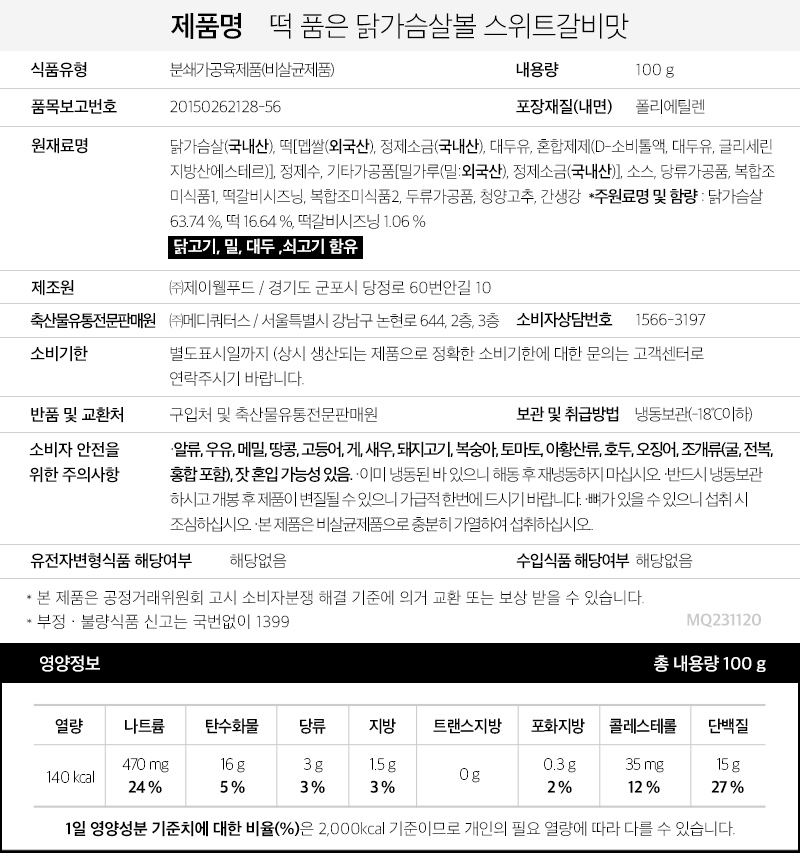 제품명 떡 품은 닭가슴살볼 스위트갈비맛
식품유형 분쇄가공육제품(비살균제품) 내용량 100 g
품목보고번호 20150262128-56 포장재질(내면) 폴리에틸렌
원재료명 닭가슴살(국내산), 떡[멥쌀(외국산), 정제소금(국내산), 대두유, 혼합제제(D-소비톨액, 대두유, 글리세린
지방산에스테르)], 정제수, 기타가공품[밀가루(밀:외국산), 정제소금(국내산)], 소스, 당류가공품, 복합조
미식품1, 떡갈비시즈닝, 복합조미식품2, 두류가공품, 청양고추, 간생강 *주원료명 및 함량 : 닭가슴살
63.74 %, 떡 16.64 %, 떡갈비시즈닝 1.06 %
닭고기, 밀, 대두 ,쇠고기 함유
제조원 ㈜제이웰푸드 / 경기도 군포시 당정로 60번안길 10
축산물유통전문판매원 ㈜메디쿼터스 / 서울특별시 강남구 논현로 644, 2층, 3층 소비자상담번호 1566-3197
소비기한 별도표시일까지 (상시 생산되는 제품으로 정확한 소비기한에 대한 문의는 고객센터로
연락주시기 바랍니다.
반품 및 교환처 구입처 및 축산물유통전문판매원 보관 및 취급방법 냉동보관(-18℃이하)
소비자 안전을 ·알류, 우유, 메밀, 땅콩, 고등어, 게, 새우, 돼지고기, 복숭아, 토마토, 아황산류, 호두, 오징어, 조개류(굴, 전복,
위한 주의사항 홍합 포함), 잣 혼입 가능성 있음. ·이미 냉동된 바 있으니 해동 후 재냉동하지 마십시오 ·반드시 냉동보관
하시고 개봉 후 제품이 변질될 수 있으니 가급적 한번에 드시기 바랍니다. ·뼈가 있을 수 있으니 섭취 시
조심하십시오. ·본 제품은 비살균제품으로 충분히 가열하여 섭취하십시오.
유전자변형식품 해당여부 해당없음 수입식품 해당여부 해당없음
* 본 제품은 공정거래위원회 고시 소비자분쟁 해결 기준에 의거 교환 또는 보상 받을 수 있습니다.
* 부정 · 불량식품 신고는 국번없이 1399 MQ231120
영양정보 총 내용량 100 g
열량 나트륨 탄수화물 당류 지방 트랜스지방 포화지방 콜레스테롤 단백질
140 kcal 470 mg 16 g 3 g 1.5 g 0 g 0.3 g 35 mg 15 g
24 % 5 % 3 % 3 % 2 % 12 % 27 %
1일 영양성분 기준치에 대한 비율(%)은 2,000kcal 기준이므로 개인의 필요 열량에 따라 다를 수 있습니다.